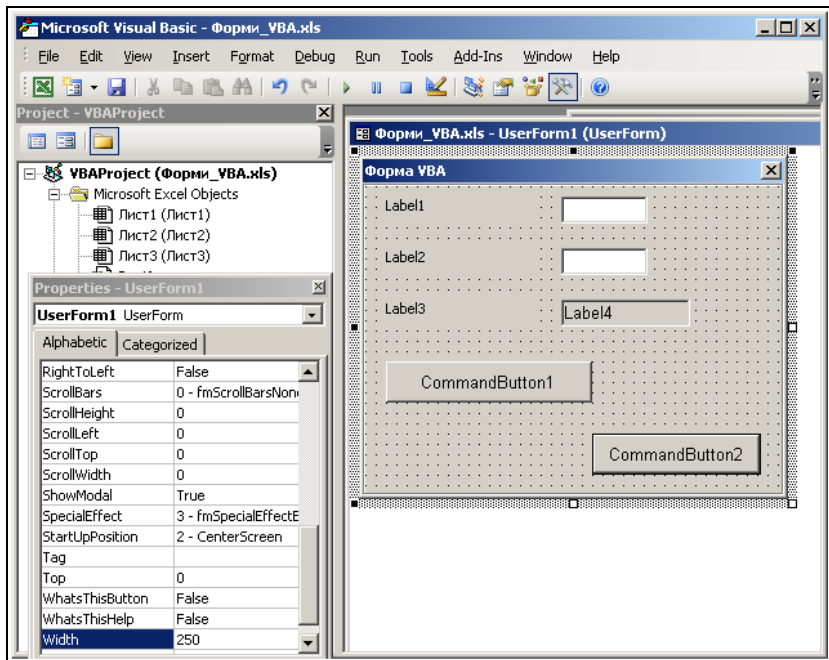 Microsoft Visual Basic - Форми_VBA.xls
File Edit View Insert Format Debug Run Tools Add-Ins Window Help
Project - VBAProject
VBAProject (Форми_VBA.xls)
Microsoft Excel Objects
Лист1 (Лист1)
Лист2 (Лист2)
Лист3 (Лист3)
Properties - UserForm1
UserForm1 UserForm
Alphabetic Categorized
RightToLeft False
ScrollBars 0 - fmScrollBarsNon
ScrollHeight 0
ScrollLeft 0
ScrollTop 0
ScrollWidth 0
ShowModal True
SpecialEffect 3 - fmSpecialEffectE
StartUpPosition 2 - CenterScreen
Tag
Top 0
WhatsThisButton False
WhatsThisHelp False
Width 250
Форми_VBA.xls - UserForm1 (UserForm)
Форма VBA
Label1
Label2
Label3 Label4
CommandButton1
CommandButton2